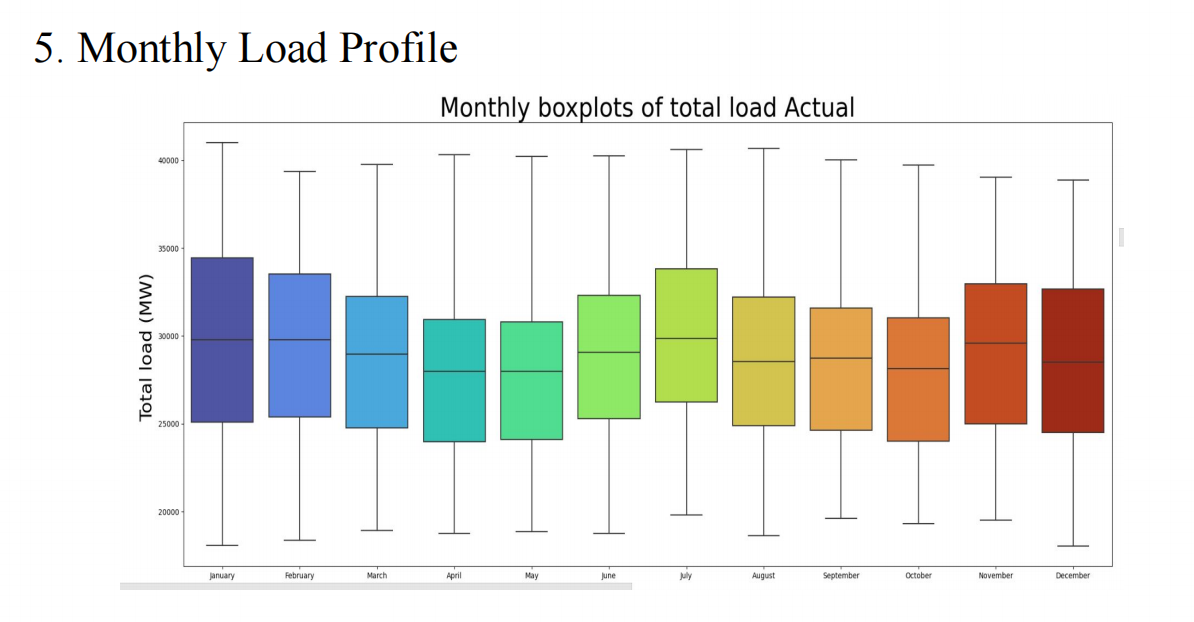 5. Monthly Load Profile
Monthly boxplots of total load Actual
Total load (MW)
40000
35000
30000
25000
20000
January February March April May June July August September October November December